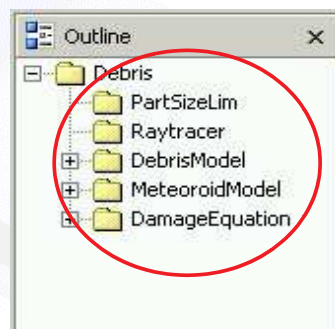 Outline
Debris
PartSizeLim
Raytracer
DebrisModel
MeteoroidModel
DamageEquation